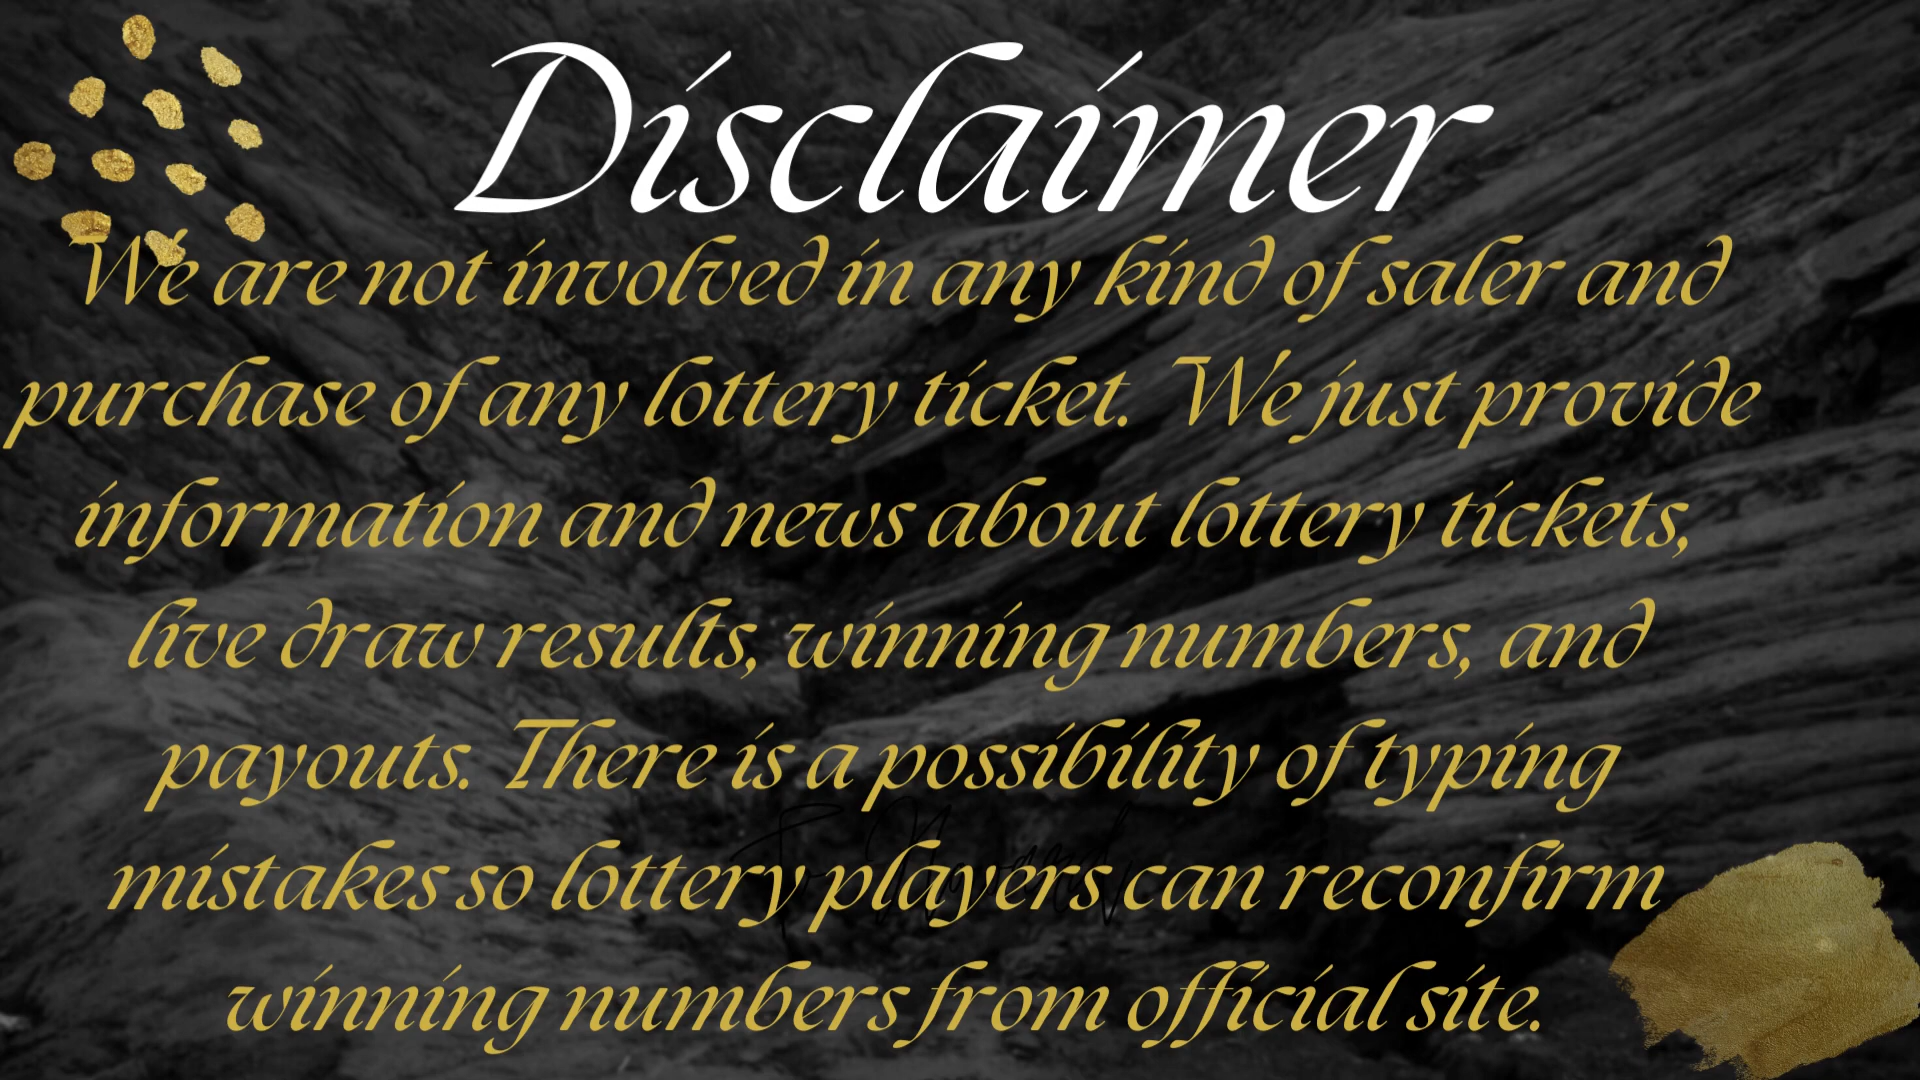 Disclaimer
We are not involved in any kind of saler and
purchase of any lottery ticket. We just provide
information and news about lottery tickets,
live draw results, winning numbers, and
payouts. There is a possibility of typing
mistakes so lottery players can reconfirm
winning numbers from official site.